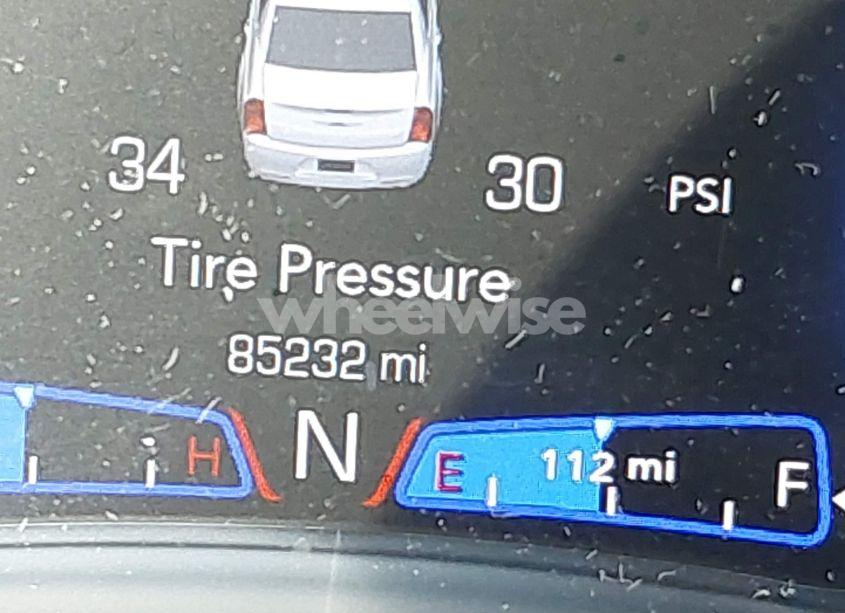 34 30 PSI
Tire Pressure
wheelwise
85232 mi
H N E 112 mi F